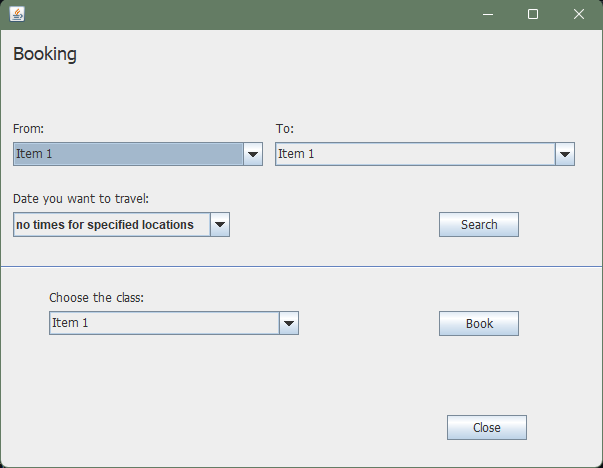 Booking
From: To:
Item 1 Item 1
Date you want to travel:
no times for specified locations Search
Choose the class:
Item 1 Book
Close